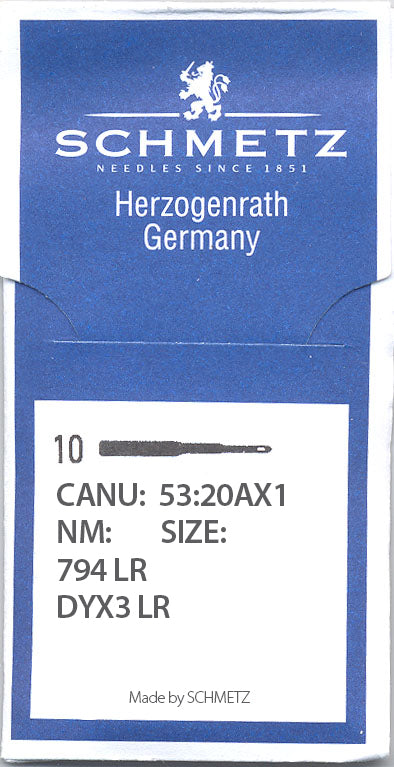 SCHMETZ
NEEDLES SINCE 1851
Herzogenrath
Germany
10
CANU: 53:20AX1
NM: SIZE:
794 LR
DYX3 LR
Made by SCHMETZ